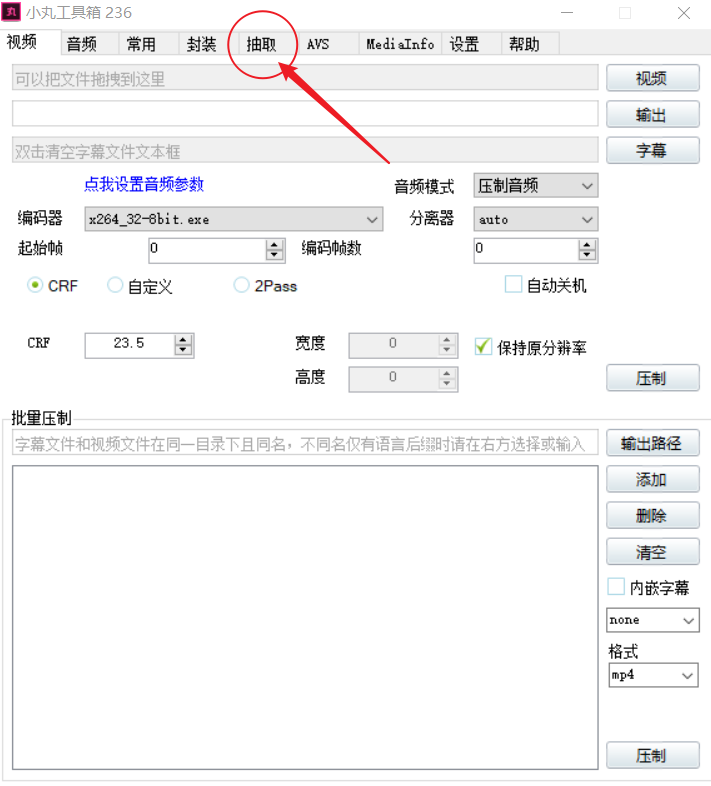 丸 小丸工具箱 236
视频 音频 常用 封装 抽取 AVS MediaInfo 设置 帮助
可以把文件拖拽到这里 视频
输出
双击清空字幕文件文本框 字幕
点我设置音频参数 音频模式 压制音频
编码器 x264_32-8bit.exe 分离器 auto
起始帧 0 编码帧数 0
CRF 自定义 2Pass 自动关机
CRF 23.5 宽度 0 保持原分辨率
高度 0 压制
批量压制
字幕文件和视频文件在同一目录下且同名，不同名仅有语言后缀时请在右方选择或输入 输出路径
添加
删除
清空
内嵌字幕
none
格式
mp4
压制